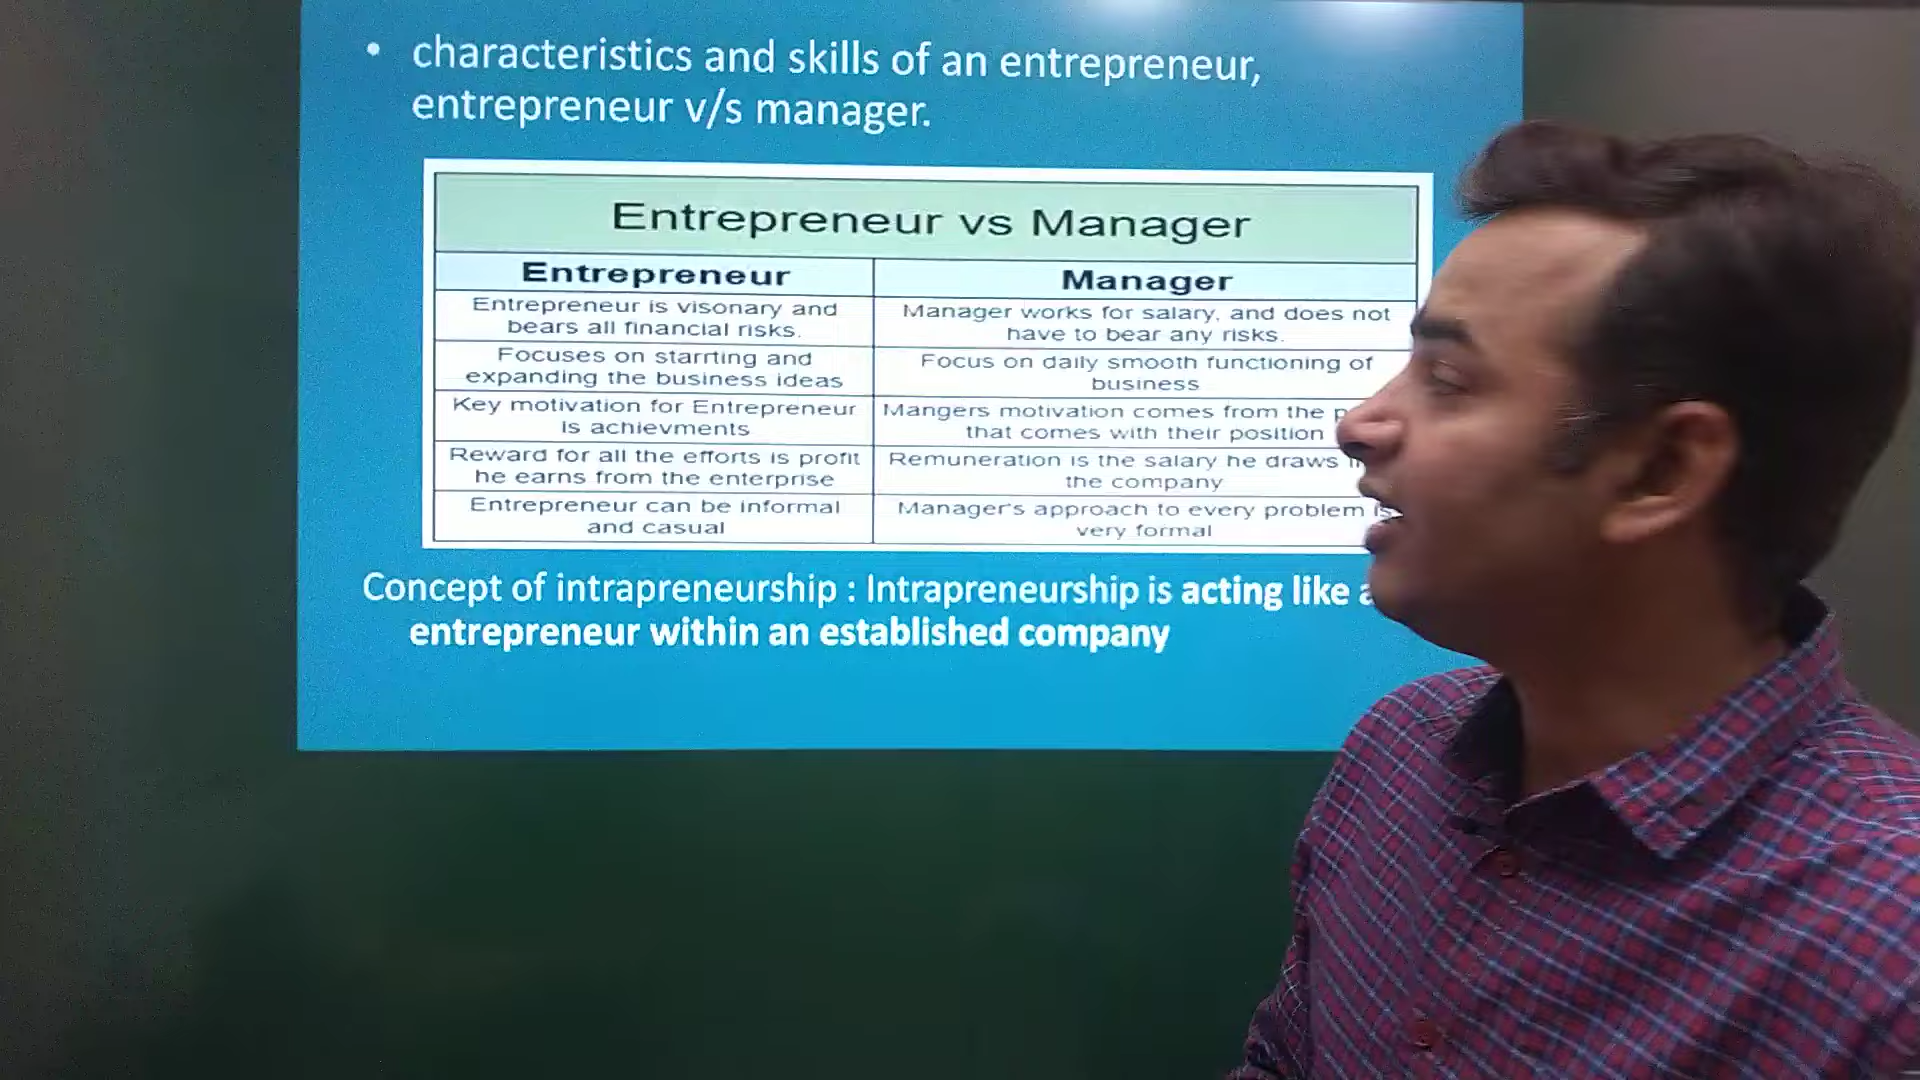 • characteristics and skills of an entrepreneur,
entrepreneur v/s manager.
Entrepreneur vs Manager
Entrepreneur
Manager
Entrepreneur is visonary and
bears all financial risks.
Manager works for salary, and does not
have to bear any risks.
Focuses on starrting and
expanding the business ideas
Focus on daily smooth functioning of
business
Key motivation for Entrepreneur
is achievments
Mangers motivation comes from the
that comes with their position
Reward for all the efforts is profit
he earns from the enterprise
Remuneration is the salary he draws
the company
Entrepreneur can be informal
and casual
Manager's approach to every problem is
very formal
Concept of intrapreneurship : Intrapreneurship is acting like
entrepreneur within an established company